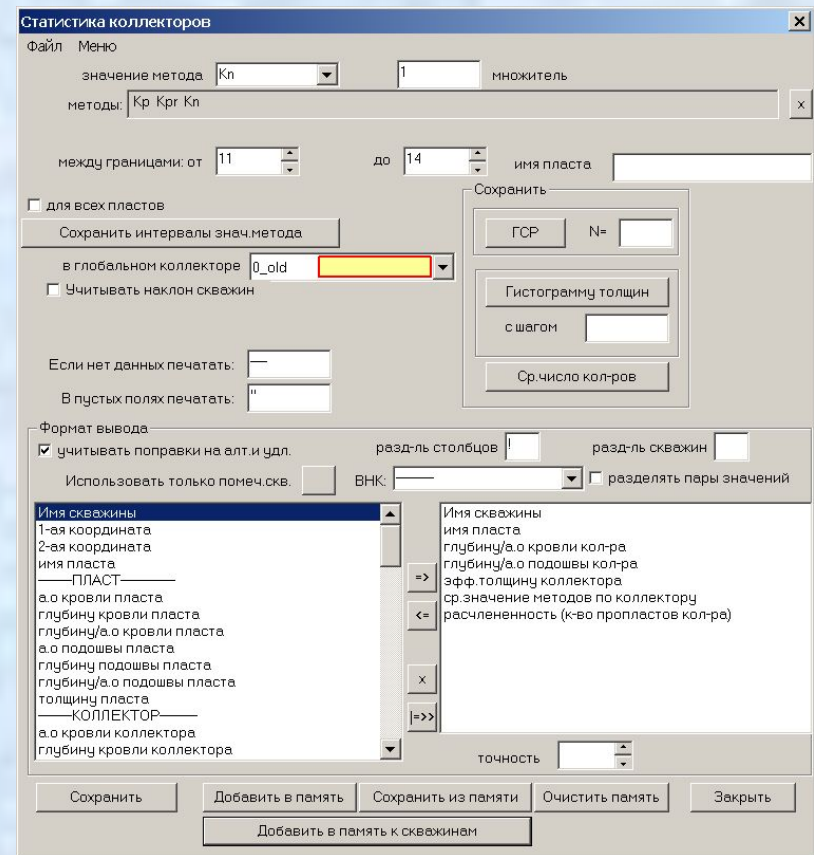 Статистика коллекторов
Файл Меню
значение метода Kn 1 множитель
методы: Kp Kpr Kn x
между границами: от 11 до 14 имя пласта
для всех пластов
Сохранить
Сохранить интервалы знач.метода
ГСР N=
в глобальном коллекторе 0_old
Учитывать наклон скважин
Гистограмму толщин
с шагом
Если нет данных печатать: —
Ср.число кол-ров
В пустых полях печатать: "
Формат вывода
учитывать поправки на алт.и удл. разд-ль столбцов ! разд-ль скважин
Использовать только помеч.скв. ВНК: —— разделять пары значений
Имя скважины
1-ая координата
2-ая координата
имя пласта
——ПЛАСТ——
а.о кровли пласта
глубину кровли пласта
глубину/а.о кровли пласта
а.о подошвы пласта
глубину подошвы пласта
глубину/а.о подошвы пласта
толщину пласта
——КОЛЛЕКТОР——
а.о кровли коллектора
глубину кровли коллектора
=>
<=
x
|=>>
Имя скважины
имя пласта
глубину/а.о кровли кол-ра
глубину/а.о подошвы кол-ра
эфф.толщину коллектора
ср.значение методов по коллектору
расчлененность (к-во пропластов кол-ра)
точность
Сохранить Добавить в память Сохранить из памяти Очистить память Закрыть
Добавить в память к скважинам